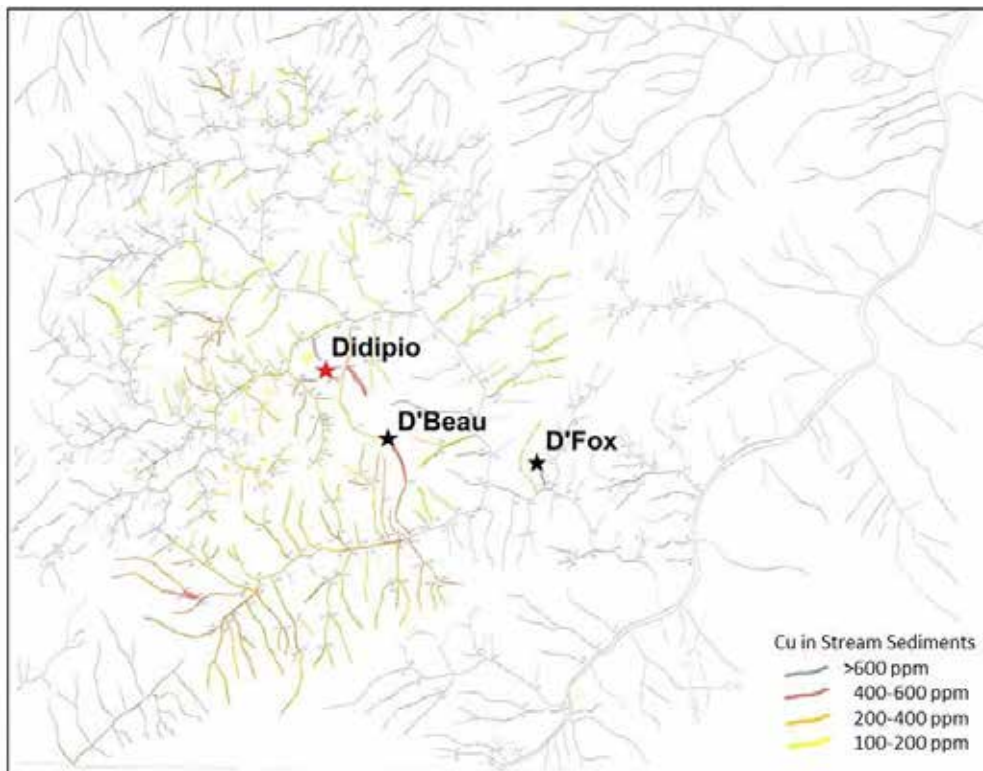 Didipio
D'Beau
D'Fox
Cu in Stream Sediments
>600 ppm
400-600 ppm
200-400 ppm
100-200 ppm